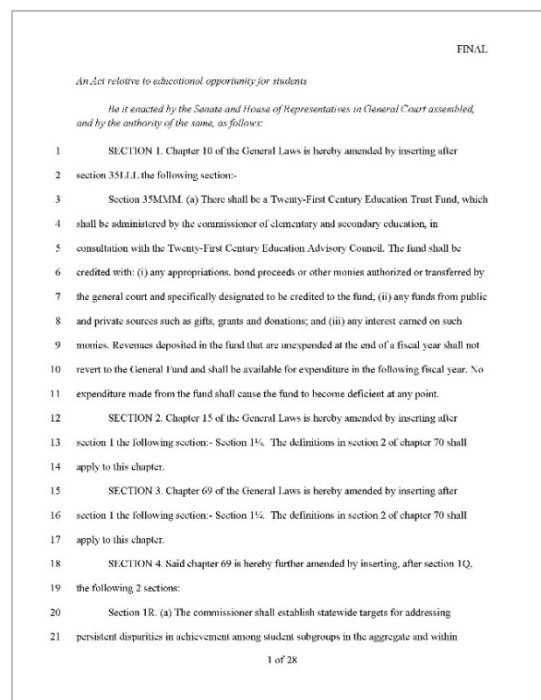 FINAL
An Act relative to educational opportunity for students
Be it enacted by the Senate and House of Representatives in General Court assembled,
and by the authority of the same, as follows:
1 SECTION 1. Chapter 10 of the General Laws is hereby amended by inserting after
2 section 35LLL the following section:-
3 Section 35MMM. (a) There shall be a Twenty-First Century Education Trust Fund, which
4 shall be administered by the commissioner of elementary and secondary education, in
5 consultation with the Twenty-First Century Education Advisory Council. The fund shall be
6 credited with: (i) any appropriations, bond proceeds or other monies authorized or transferred by
7 the general court and specifically designated to be credited to the fund; (ii) any funds from public
8 and private sources such as gifts, grants and donations; and (iii) any interest earned on such
9 monies. Revenues deposited in the fund that are unexpended at the end of a fiscal year shall not
10 revert to the General Fund and shall be available for expenditure in the following fiscal year. No
11 expenditure made from the fund shall cause the fund to become deficient at any point.
12 SECTION 2. Chapter 15 of the General Laws is hereby amended by inserting after
13 section 1 the following section:- Section 1¼. The definitions in section 2 of chapter 70 shall
14 apply to this chapter.
15 SECTION 3. Chapter 69 of the General Laws is hereby amended by inserting after
16 section 1 the following section:- Section 1¼. The definitions in section 2 of chapter 70 shall
17 apply to this chapter.
18 SECTION 4. Said chapter 69 is hereby further amended by inserting, after section 1Q,
19 the following 2 sections:
20 Section 1R. (a) The commissioner shall establish statewide targets for addressing
21 persistent disparities in achievement among student subgroups in the aggregate and within
1 of 28